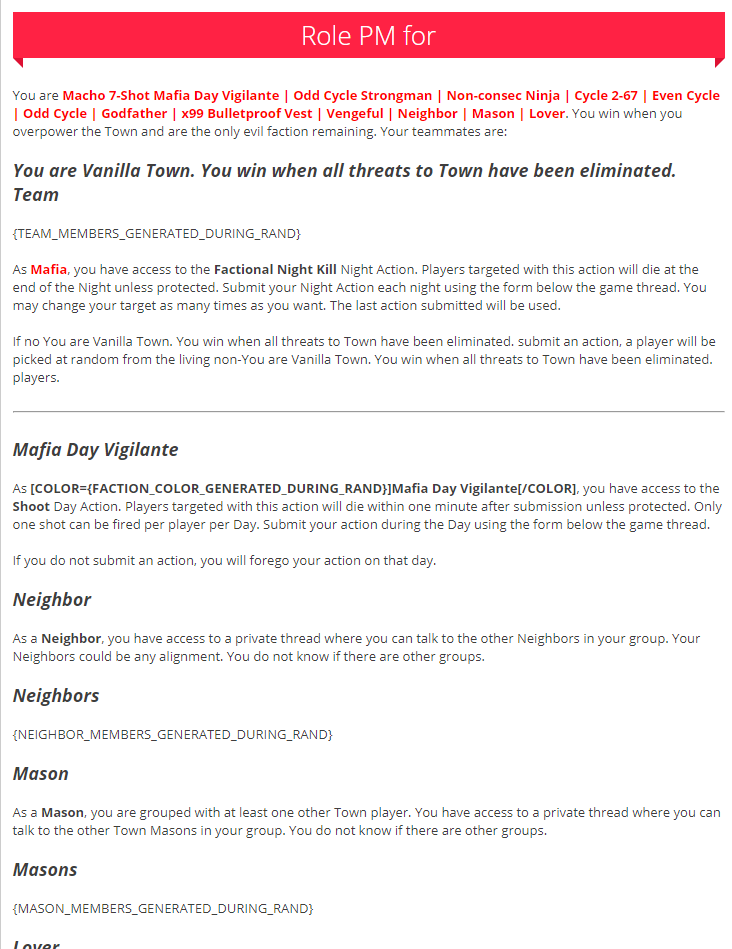 Role PM for
You are Macho 7-Shot Mafia Day Vigilante | Odd Cycle Strongman | Non-consec Ninja | Cycle 2-67 | Even Cycle
| Odd Cycle | Godfather | x99 Bulletproof Vest | Vengeful | Neighbor | Mason | Lover. You win when you
overpower the Town and are the only evil faction remaining. Your teammates are:
You are Vanilla Town. You win when all threats to Town have been eliminated.
Team
{TEAM_MEMBERS_GENERATED_DURING_RAND}
As Mafia, you have access to the Factional Night Kill Night Action. Players targeted with this action will die at the
end of the Night unless protected. Submit your Night Action each night using the form below the game thread. You
may change your target as many times as you want. The last action submitted will be used.
If no You are Vanilla Town. You win when all threats to Town have been eliminated. submit an action, a player will be
picked at random from the living non-You are Vanilla Town. You win when all threats to Town have been eliminated.
players.
Mafia Day Vigilante
As [COLOR={FACTION_COLOR_GENERATED_DURING_RAND}]Mafia Day Vigilante[/COLOR], you have access to the
Shoot Day Action. Players targeted with this action will die within one minute after submission unless protected. Only
one shot can be fired per player per Day. Submit your action during the Day using the form below the game thread.
If you do not submit an action, you will forego your action on that day.
Neighbor
As a Neighbor, you have access to a private thread where you can talk to the other Neighbors in your group. Your
Neighbors could be any alignment. You do not know if there are other groups.
Neighbors
{NEIGHBOR_MEMBERS_GENERATED_DURING_RAND}
Mason
As a Mason, you are grouped with at least one other Town player. You have access to a private thread where you can
talk to the other Town Masons in your group. You do not know if there are other groups.
Masons
{MASON_MEMBERS_GENERATED_DURING_RAND}
Lover